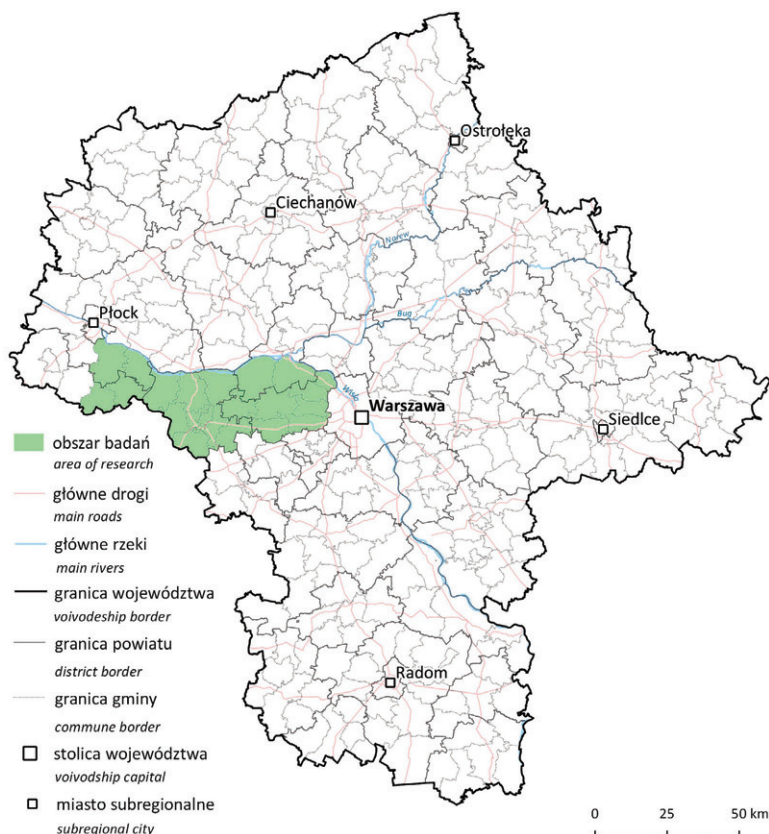 Ostrołęka
Ciechanów
Narew
Płock
Bug
Wisła
Warszawa
Siedlce
Radom
obszar badań
area of research
główne drogi
main roads
główne rzeki
main rivers
granica województwa
voivodeship border
granica powiatu
district border
granica gminy
commune border
stolica województwa
voivodship capital
miasto subregionalne
subregional city
0 25 50 km